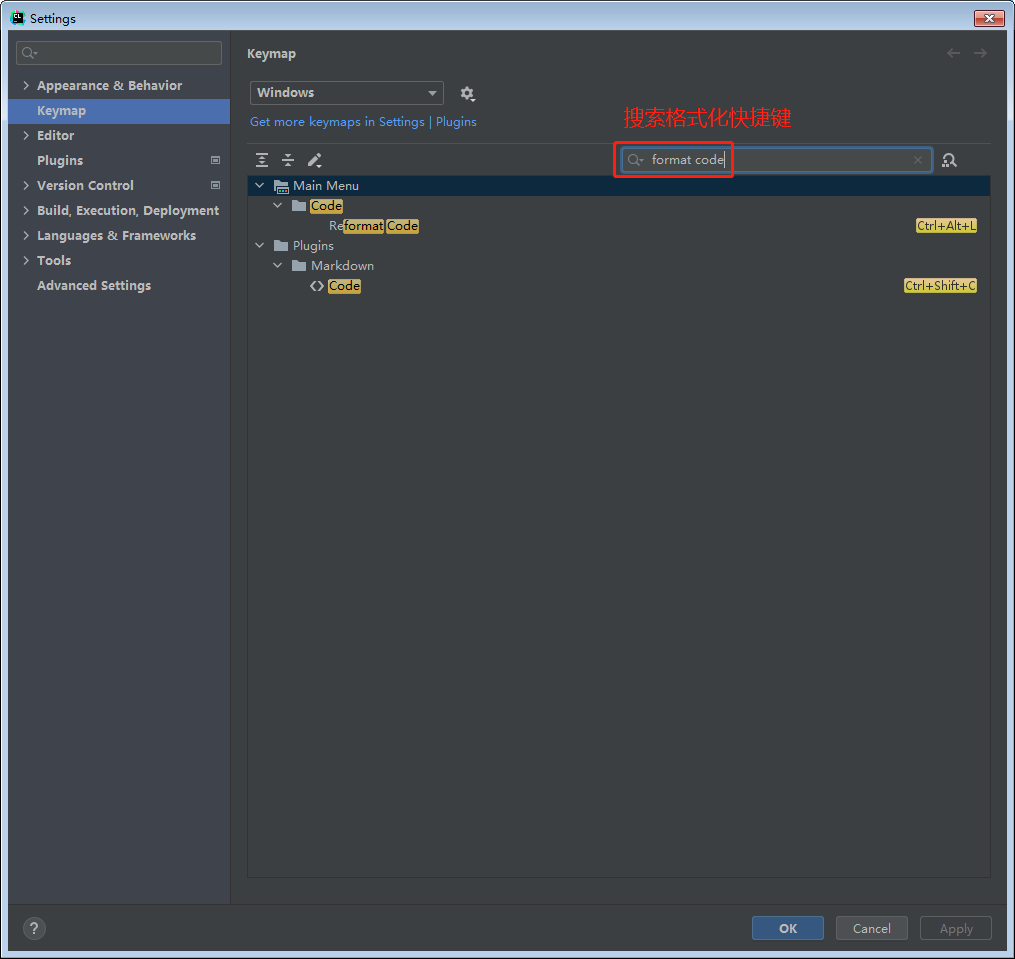 CL Settings
Keymap
Appearance & Behavior
Keymap
Editor
Plugins
Version Control
Build, Execution, Deployment
Languages & Frameworks
Tools
Advanced Settings
Windows
Get more keymaps in Settings | Plugins
搜索格式化快捷键
format code
Main Menu
Code
Reformat Code Ctrl+Alt+L
Plugins
Markdown
<> Code Ctrl+Shift+C
?
OK Cancel Apply